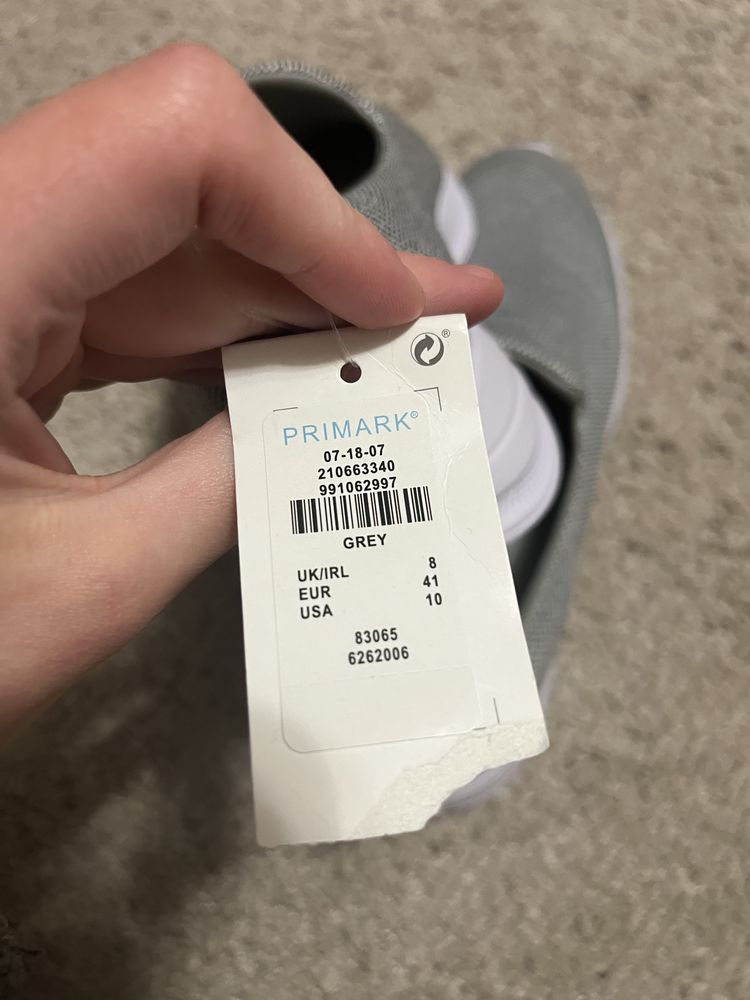 PRIMARK®
07-18-07
210663340
991062997
GREY
UK/IRL 8
EUR 41
USA 10
83065
6262006